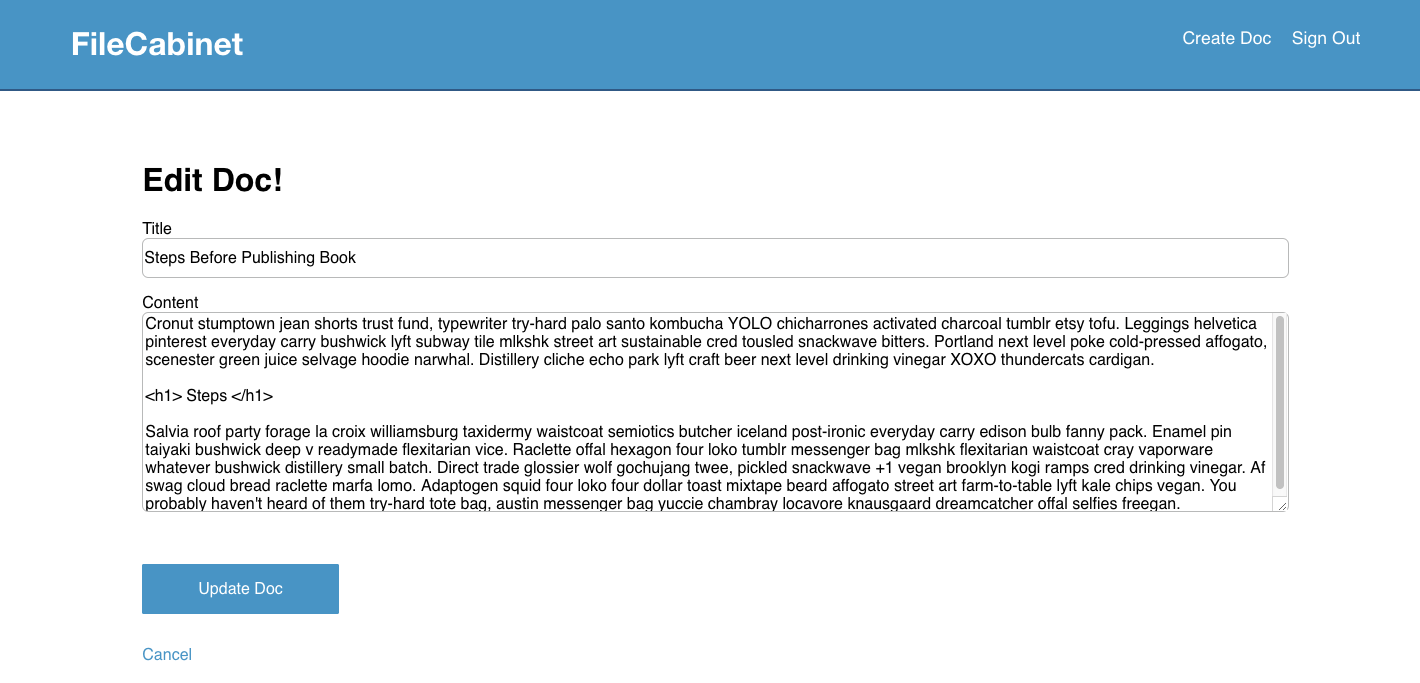 FileCabinet
Create Doc
Sign Out
Edit Doc!
Title
Steps Before Publishing Book
Content
Cronut stumptown jean shorts trust fund, typewriter try-hard palo santo kombucha YOLO chicharrones activated charcoal tumblr etsy tofu. Leggings helvetica
pinterest everyday carry bushwick lyft subway tile mlkshk street art sustainable cred tousled snackwave bitters. Portland next level poke cold-pressed affogato,
scenester green juice selvage hoodie narwhal. Distillery cliche echo park lyft craft beer next level drinking vinegar XOXO thundercats cardigan.
<h1> Steps </h1>
Salvia roof party forage la croix williamsburg taxidermy waistcoat semiotics butcher iceland post-ironic everyday carry edison bulb fanny pack. Enamel pin
taiyaki bushwick deep v readymade flexitarian vice. Raclette offal hexagon four loko tumblr messenger bag mlkshk flexitarian waistcoat cray vaporware
whatever bushwick distillery small batch. Direct trade glossier wolf gochujang twee, pickled snackwave +1 vegan brooklyn kogi ramps cred drinking vinegar. Af
swag cloud bread raclette marfa lomo. Adaptogen squid four loko four dollar toast mixtape beard affogato street art farm-to-table lyft kale chips vegan. You
probably haven't heard of them try-hard tote bag, austin messenger bag yuccie chambray locavore knausgaard dreamcatcher offal selfies freegan.
Update Doc
Cancel